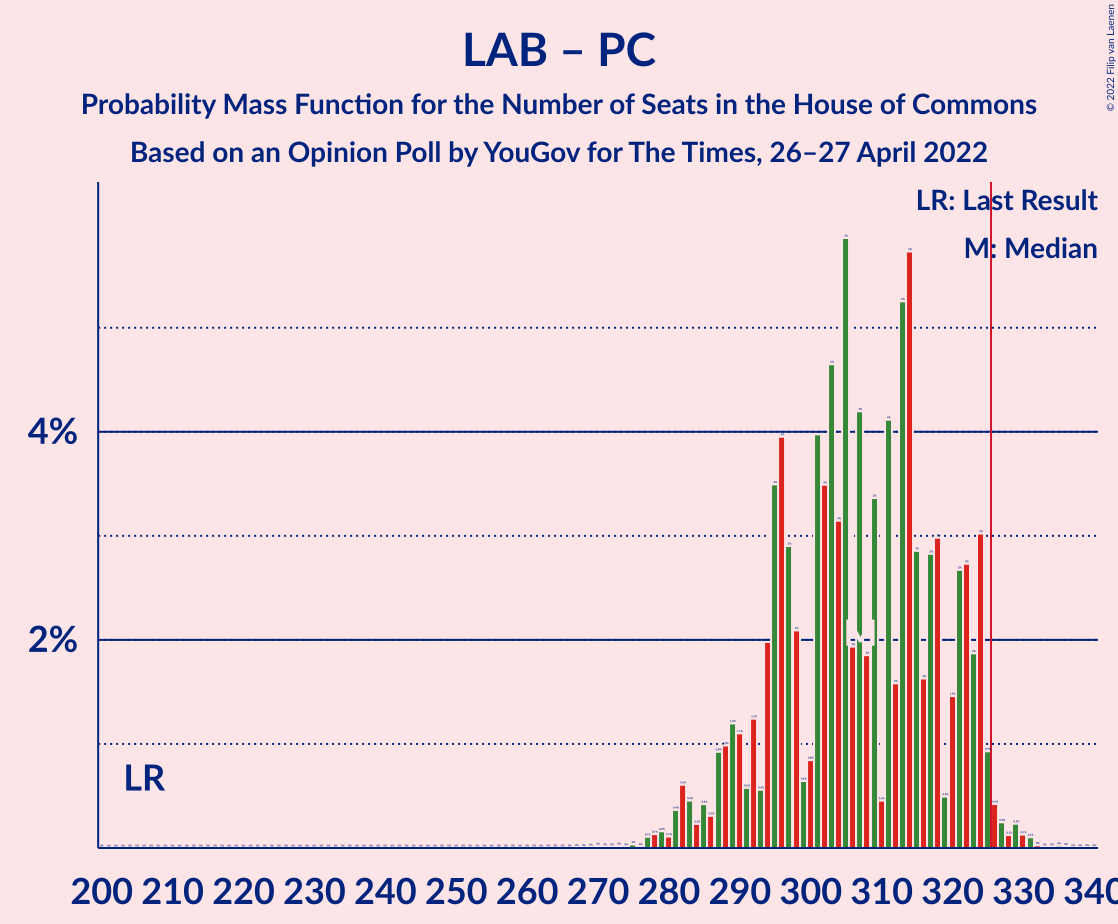 LAB – PC
Probability Mass Function for the Number of Seats in the House of Commons
Based on an Opinion Poll by YouGov for The Times, 26–27 April 2022
© 2022 Filip van Laenen
LR: Last Result
M: Median
4%
2%
LR
M
200 210 220 230 240 250 260 270 280 290 300 310 320 330 340